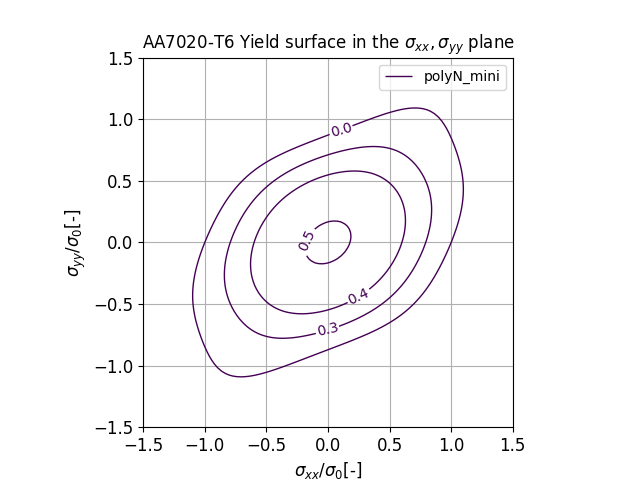 AA7020-T6 Yield surface in the σxx, σyy plane
polyN_mini
1.5
1.0
0.5
0.0
−0.5
−1.0
−1.5
σyy/σ0[-]
0.0
0.5
0.4
0.3
−1.5 −1.0 −0.5 0.0 0.5 1.0 1.5
σxx/σ0[-]